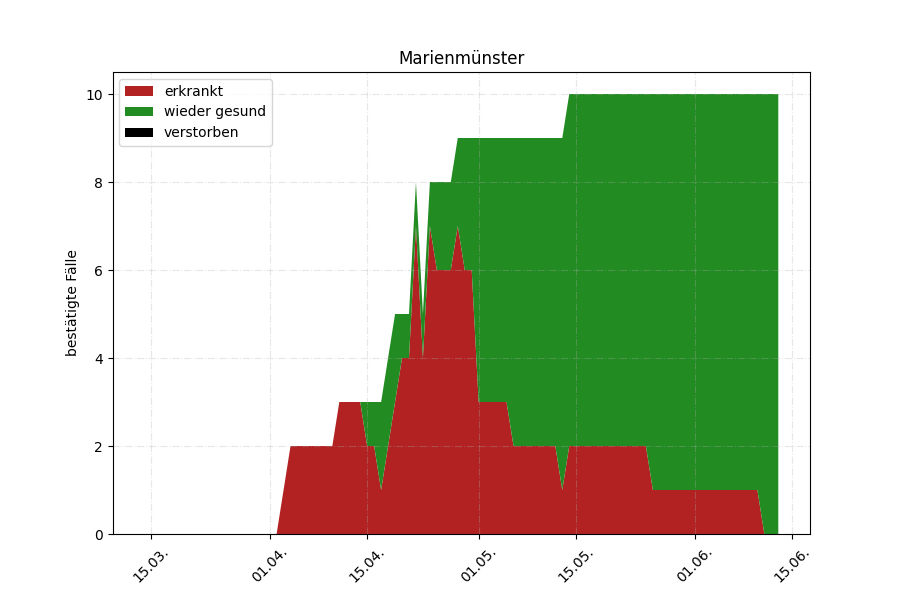 Marienmünster
erkrankt
wieder gesund
verstorben
bestätigte Fälle
10
8
6
4
2
0
15.03.
01.04.
15.04.
01.05.
15.05.
01.06.
15.06.